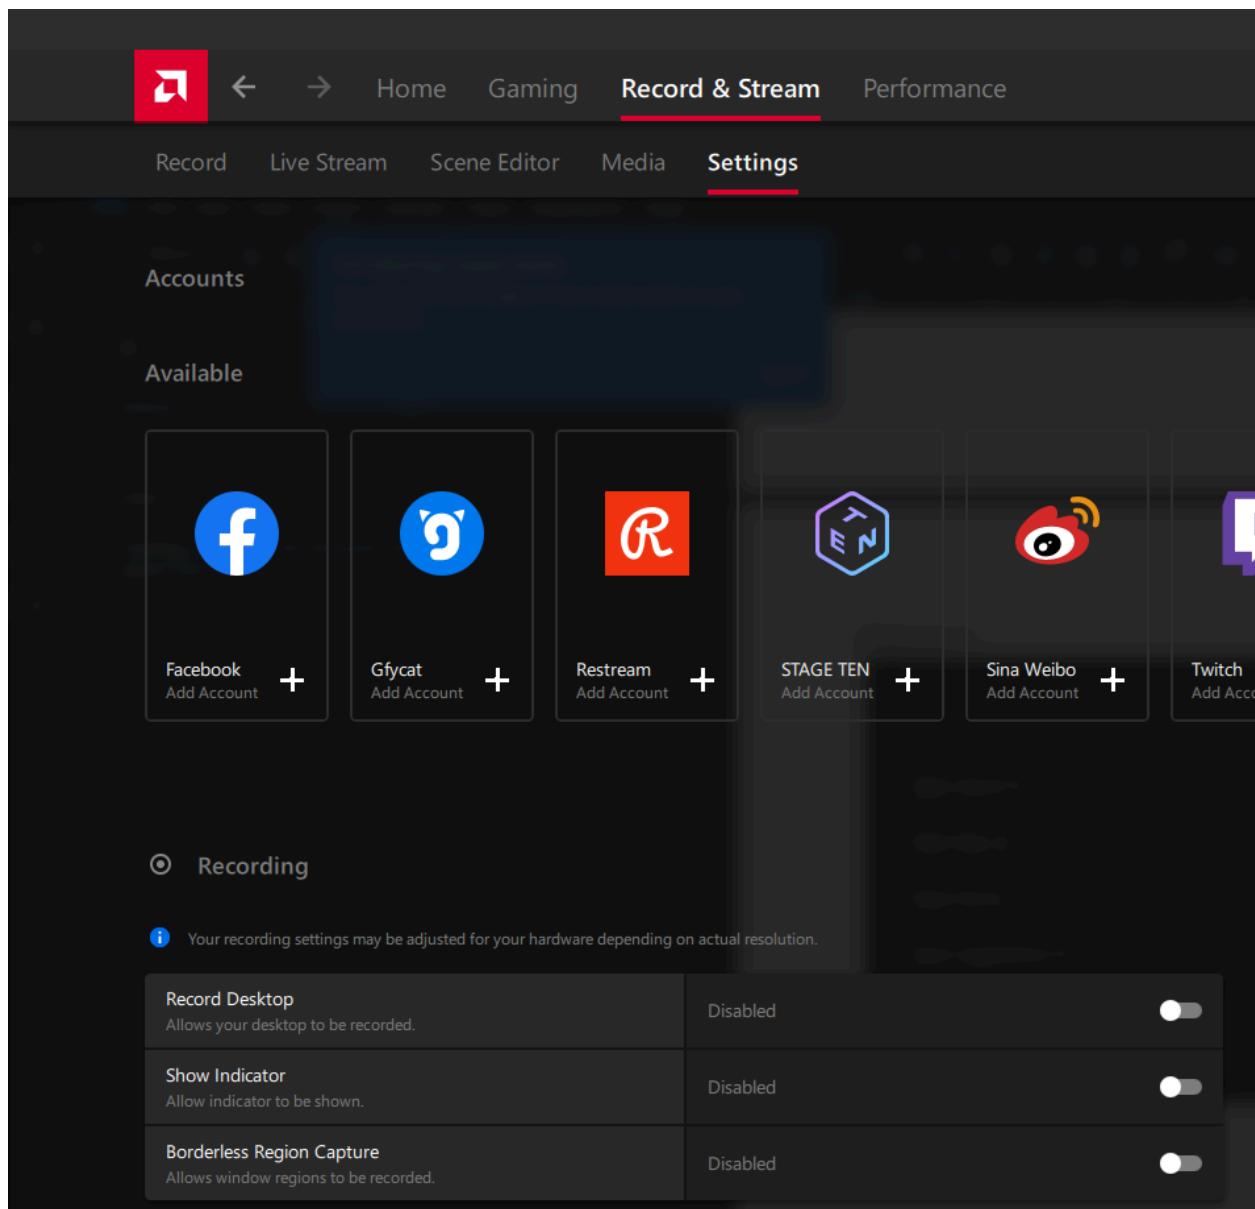 Home Gaming Record & Stream Performance
Record Live Stream Scene Editor Media Settings
Accounts
Available
Facebook
Add Account
Gfycat
Add Account
Restream
Add Account
STAGE TEN
Add Account
Sina Weibo
Add Account
Twitch
Add Acc
Recording
Your recording settings may be adjusted for your hardware depending on actual resolution.
Record Desktop
Allows your desktop to be recorded.
Disabled
Show Indicator
Allow indicator to be shown.
Disabled
Borderless Region Capture
Allows window regions to be recorded.
Disabled